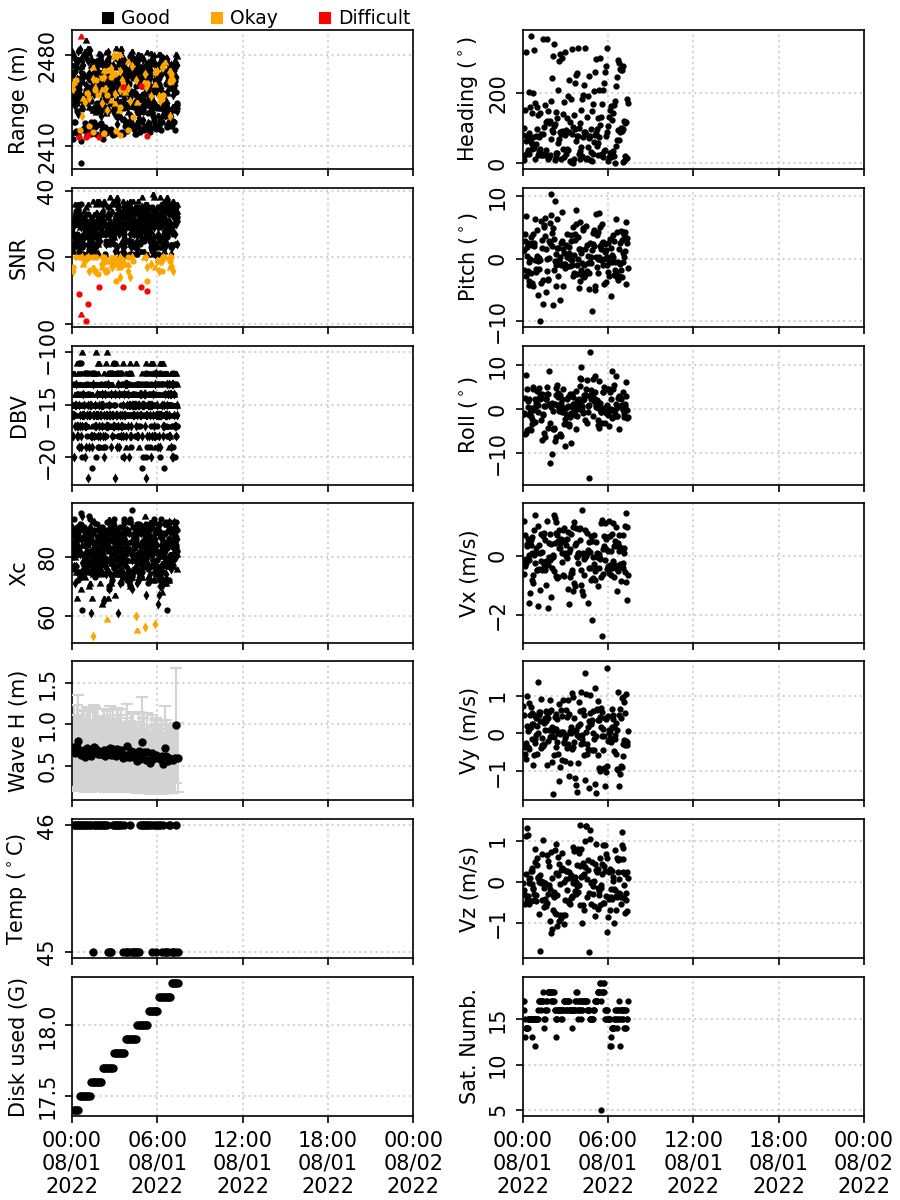 Good Okay Difficult
Range (m)
2480
2410
Heading (°)
200
0
SNR
40
20
0
Pitch (°)
10
0
−10
DBV
−10
−15
−20
Roll (°)
10
0
−10
Xc
80
60
Vx (m/s)
0
−2
Wave H (m)
1.5
1.0
0.5
Vy (m/s)
1
0
−1
Temp (°C)
46
45
Vz (m/s)
1
0
−1
Disk used (G)
18.0
17.5
Sat. Numb.
15
10
5
00:00 06:00 12:00 18:00 00:00
08/01 08/01 08/01 08/01 08/02
2022 2022 2022 2022 2022
00:00 06:00 12:00 18:00 00:00
08/01 08/01 08/01 08/01 08/02
2022 2022 2022 2022 2022